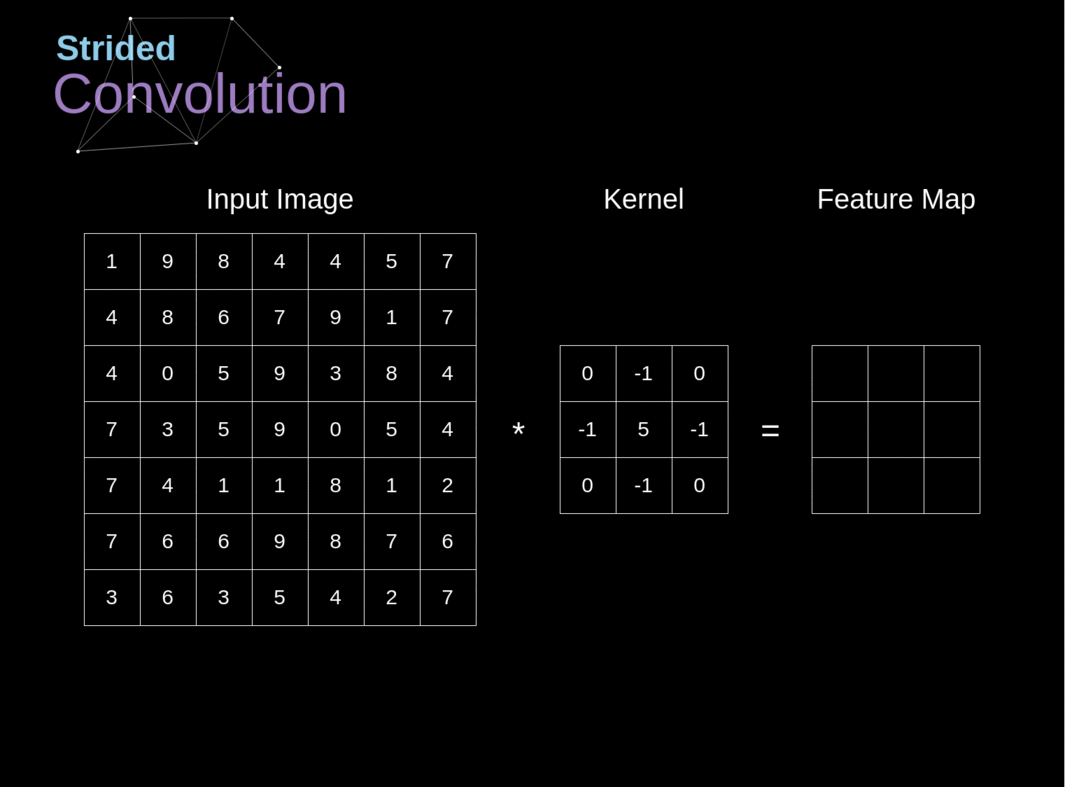 Strided
Convolution
Input Image Kernel Feature Map
1 9 8 4 4 5 7
4 8 6 7 9 1 7
4 0 5 9 3 8 4 0 -1 0
7 3 5 9 0 5 4 * -1 5 -1 =
7 4 1 1 8 1 2 0 -1 0
7 6 6 9 8 7 6
3 6 3 5 4 2 7